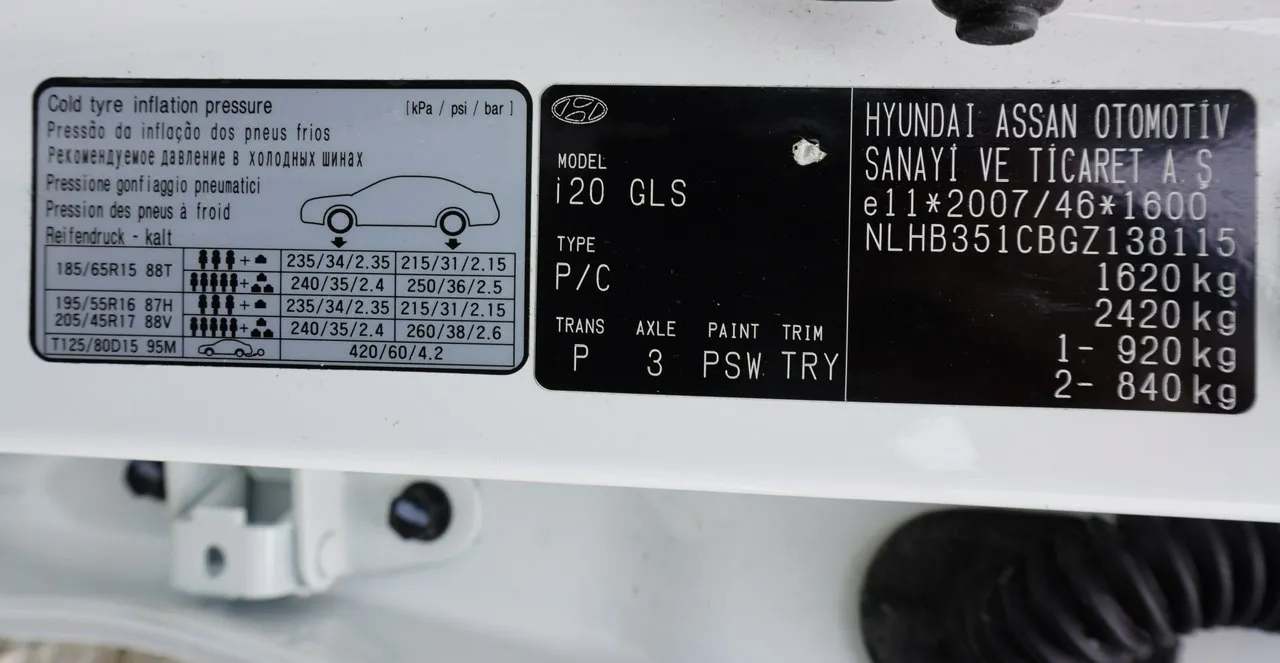 Cold tyre inflation pressure [kPa / psi / bar]
Pressão da inflação dos pneus frios
Рекомендуемое давление в холодных шинах
Pressione gonfiaggio pneumatici
Pression des pneus à froid
Reifendruck - kalt
185/65R15 88T
+ 235/34/2.35 215/31/2.15
+ 240/35/2.4 250/36/2.5
195/55R16 87H
205/45R17 88V
+ 235/34/2.35 215/31/2.15
+ 240/35/2.4 260/38/2.6
T125/80D15 95M 420/60/4.2
MODEL
i20 GLS
TYPE
P/C
TRANS AXLE PAINT TRIM
P 3 PSW TRY
HYUNDAI ASSAN OTOMOTİV
SANAYİ VE TİCARET A.Ş
e11*2007/46*1600
NLHB351CBGZ138115
1620 kg
2420 kg
1- 920 kg
2- 840 kg